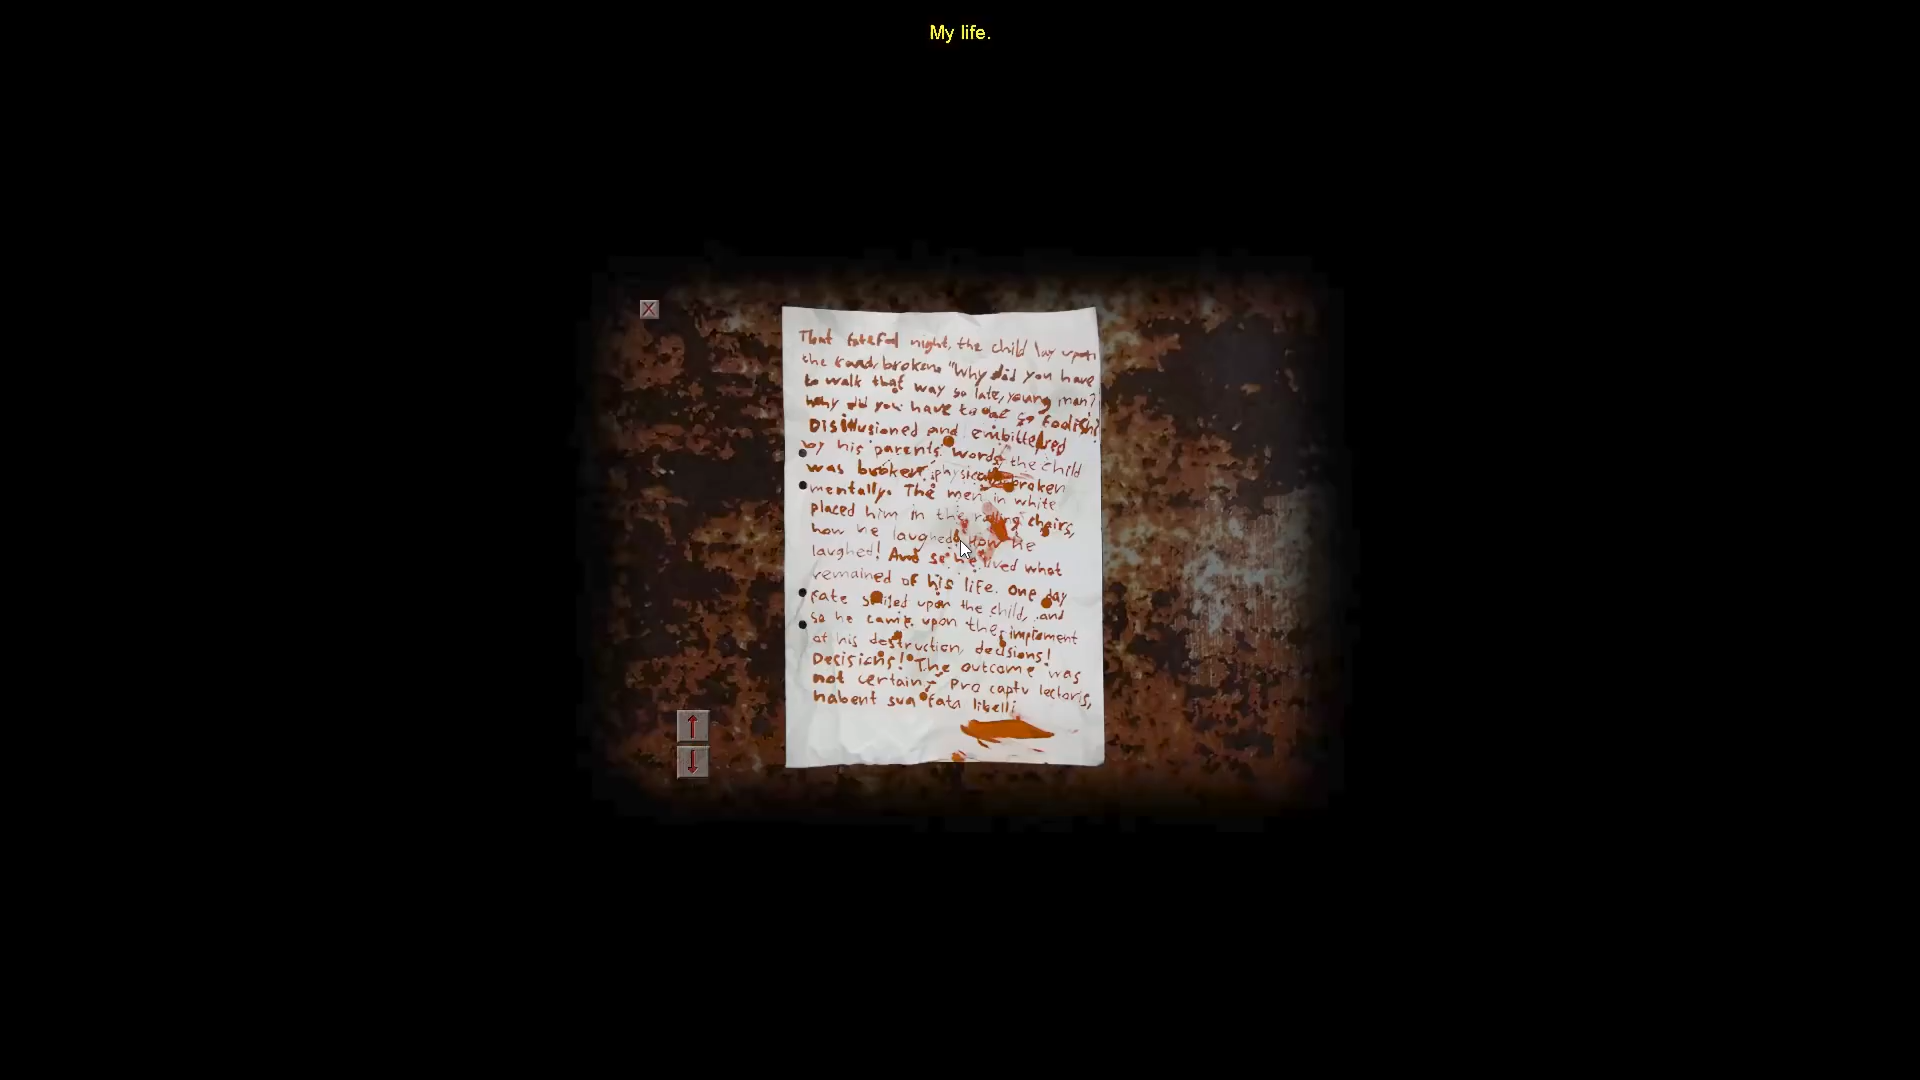 My life.
That fateful night, the child lay upon
the road, broken. "Why did you have
to walk that way so late, young man?
Why did you have to be so foolish?
Disillusioned and embittered
by his parents words, the child
was broken physically, broken
mentally. The men in white
placed him in the rolling chairs,
how he laughed! How he
laughed! And so he lived what
remained of his life. One day
fate smiled upon the child, and
so he came upon the implement
of his destruction, decisions!
Decisions! The outcome was
not certain - Pro captu lectoris,
habent sua fata libelli